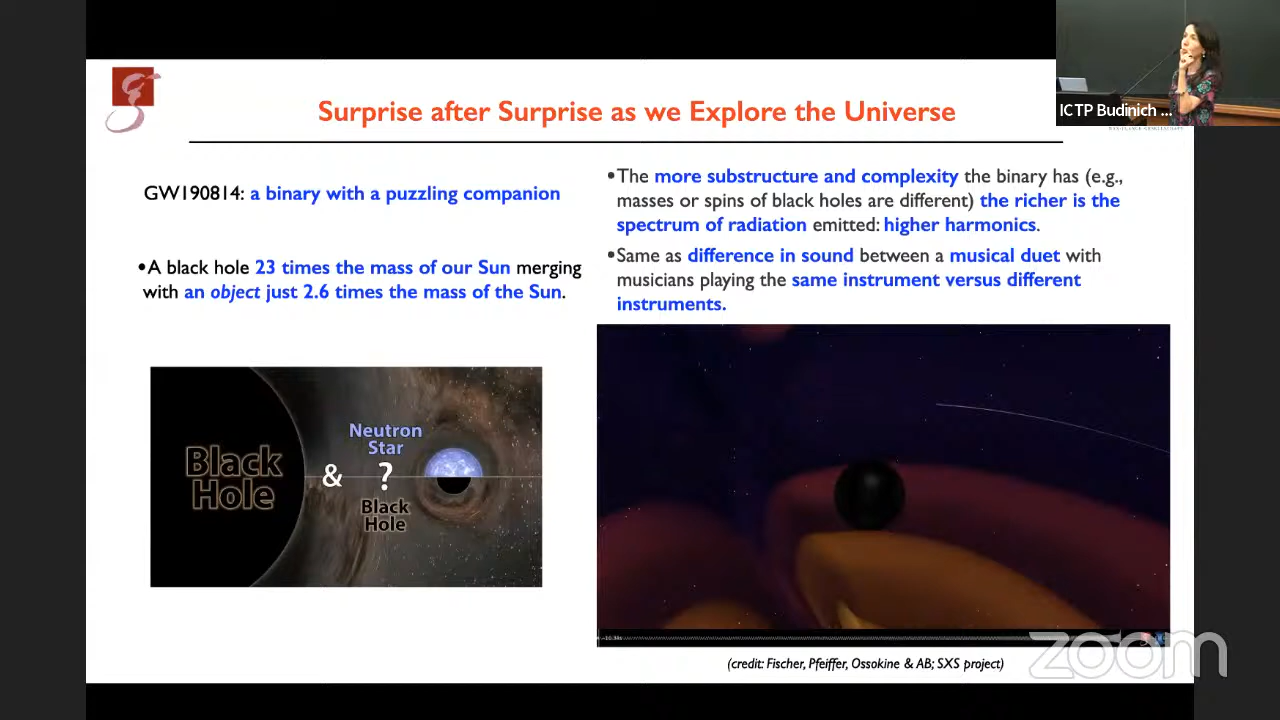 Surprise after Surprise as we Explore the Universe
ICTP Budinich ...
GW190814: a binary with a puzzling companion
•A black hole 23 times the mass of our Sun merging
with an object just 2.6 times the mass of the Sun.
•The more substructure and complexity the binary has (e.g.,
masses or spins of black holes are different) the richer is the
spectrum of radiation emitted: higher harmonics.
•Same as difference in sound between a musical duet with
musicians playing the same instrument versus different
instruments.
Black
Hole
&
Neutron
Star
?
Black
Hole
(credit: Fischer, Pfeiffer, Ossokine & AB; SXS project)
zoom